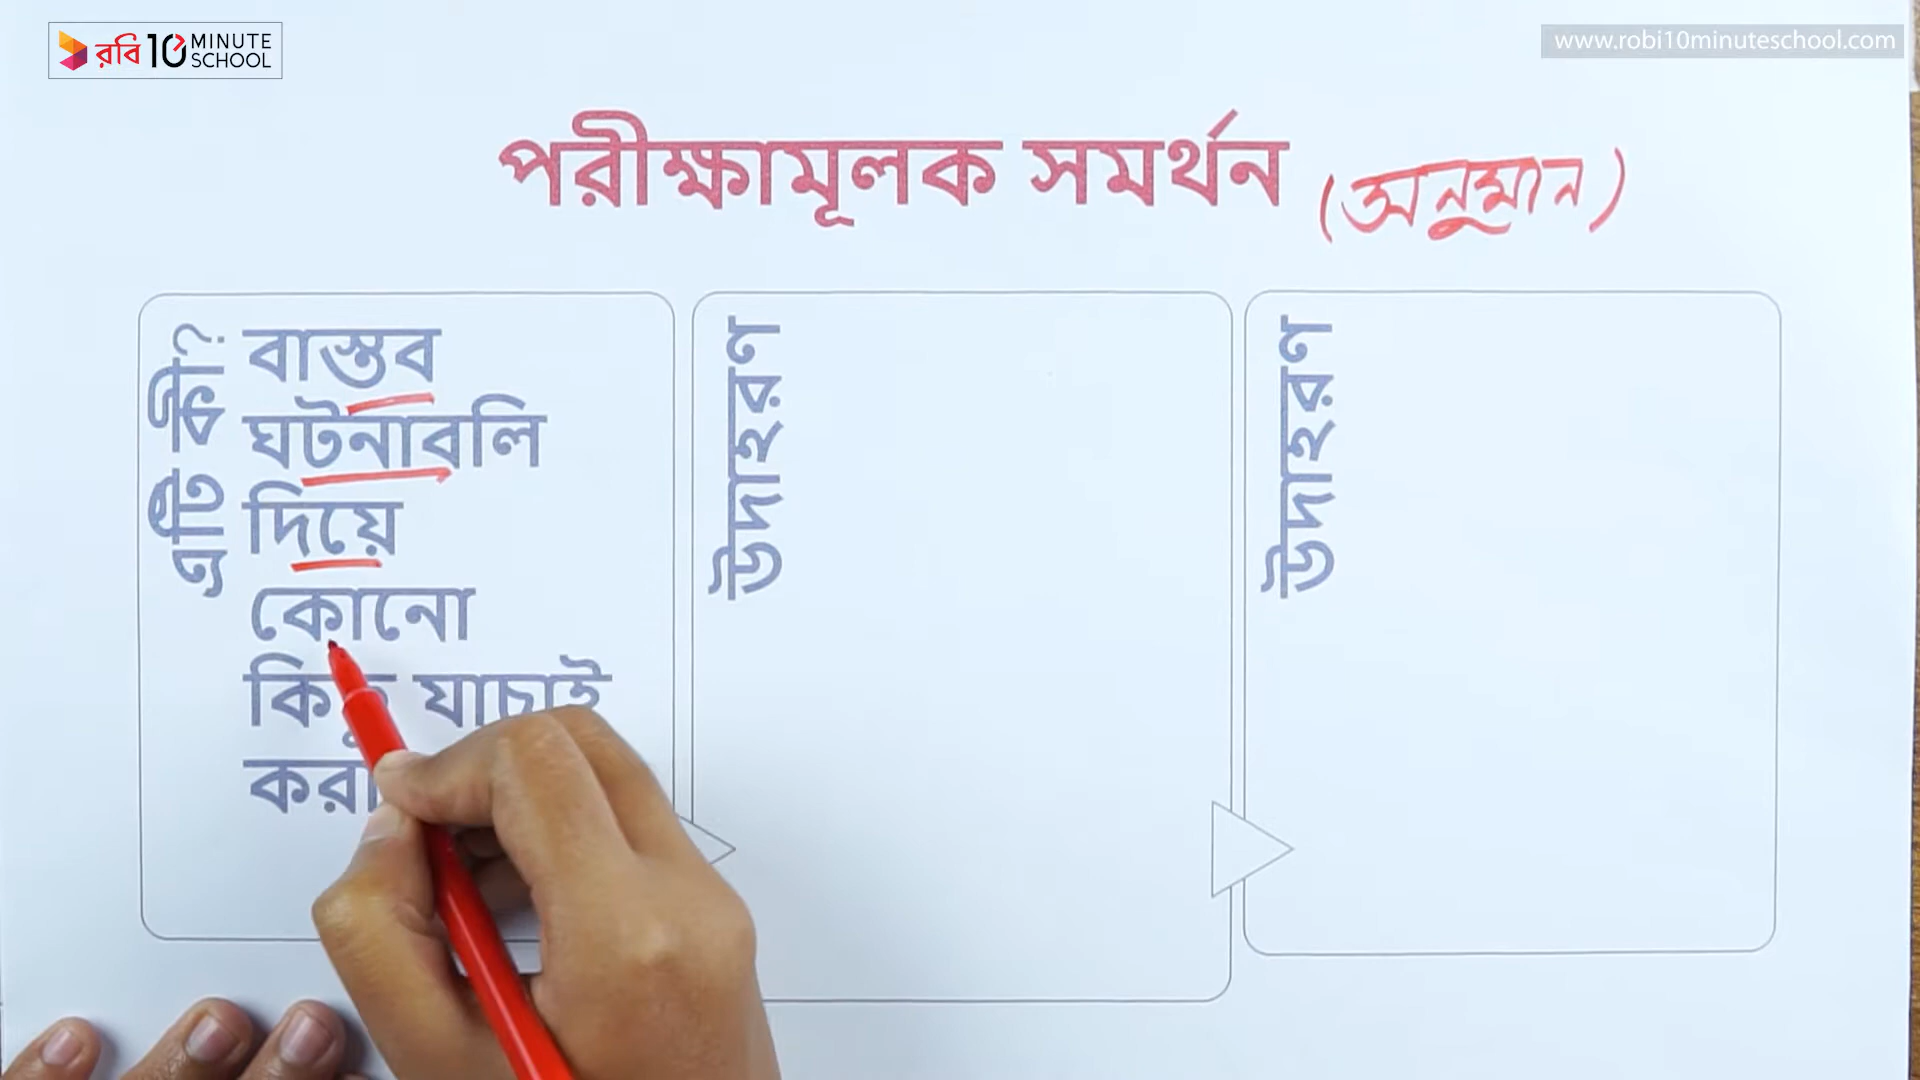 রবি 10 MINUTE SCHOOL
www.robi10minuteschool.com
পরীক্ষামূলক সমর্থন (অনুমান)
এটি কী?
বাস্তব
ঘটনাবলি
দিয়ে
কোনো
যাচাই
করা
উদাহরণ
উদাহরণ